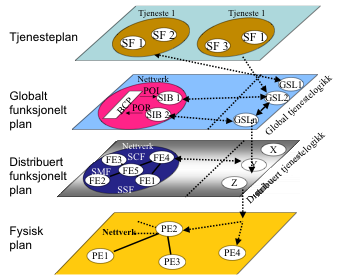 Tjeneste 1
Tjeneste 1
Tjenesteplan
SF 1
SF 2
SF 3
SF 1
Nettverk
GSL1
Globalt
funksjonelt
plan
BCP
POI
POR
SIB 1
SIB 2
GSL2
GSLn
Global tjenestelogikk
Distribuert
funksjonelt
plan
Nettverk
FE3
SCF
FE4
SMF
FE5
FE2
FE1
SSF
X
Y
Z
Distribuert tjenestelogikk
Fysisk
plan
Nettverk
PE2
PE1
PE3
PE4